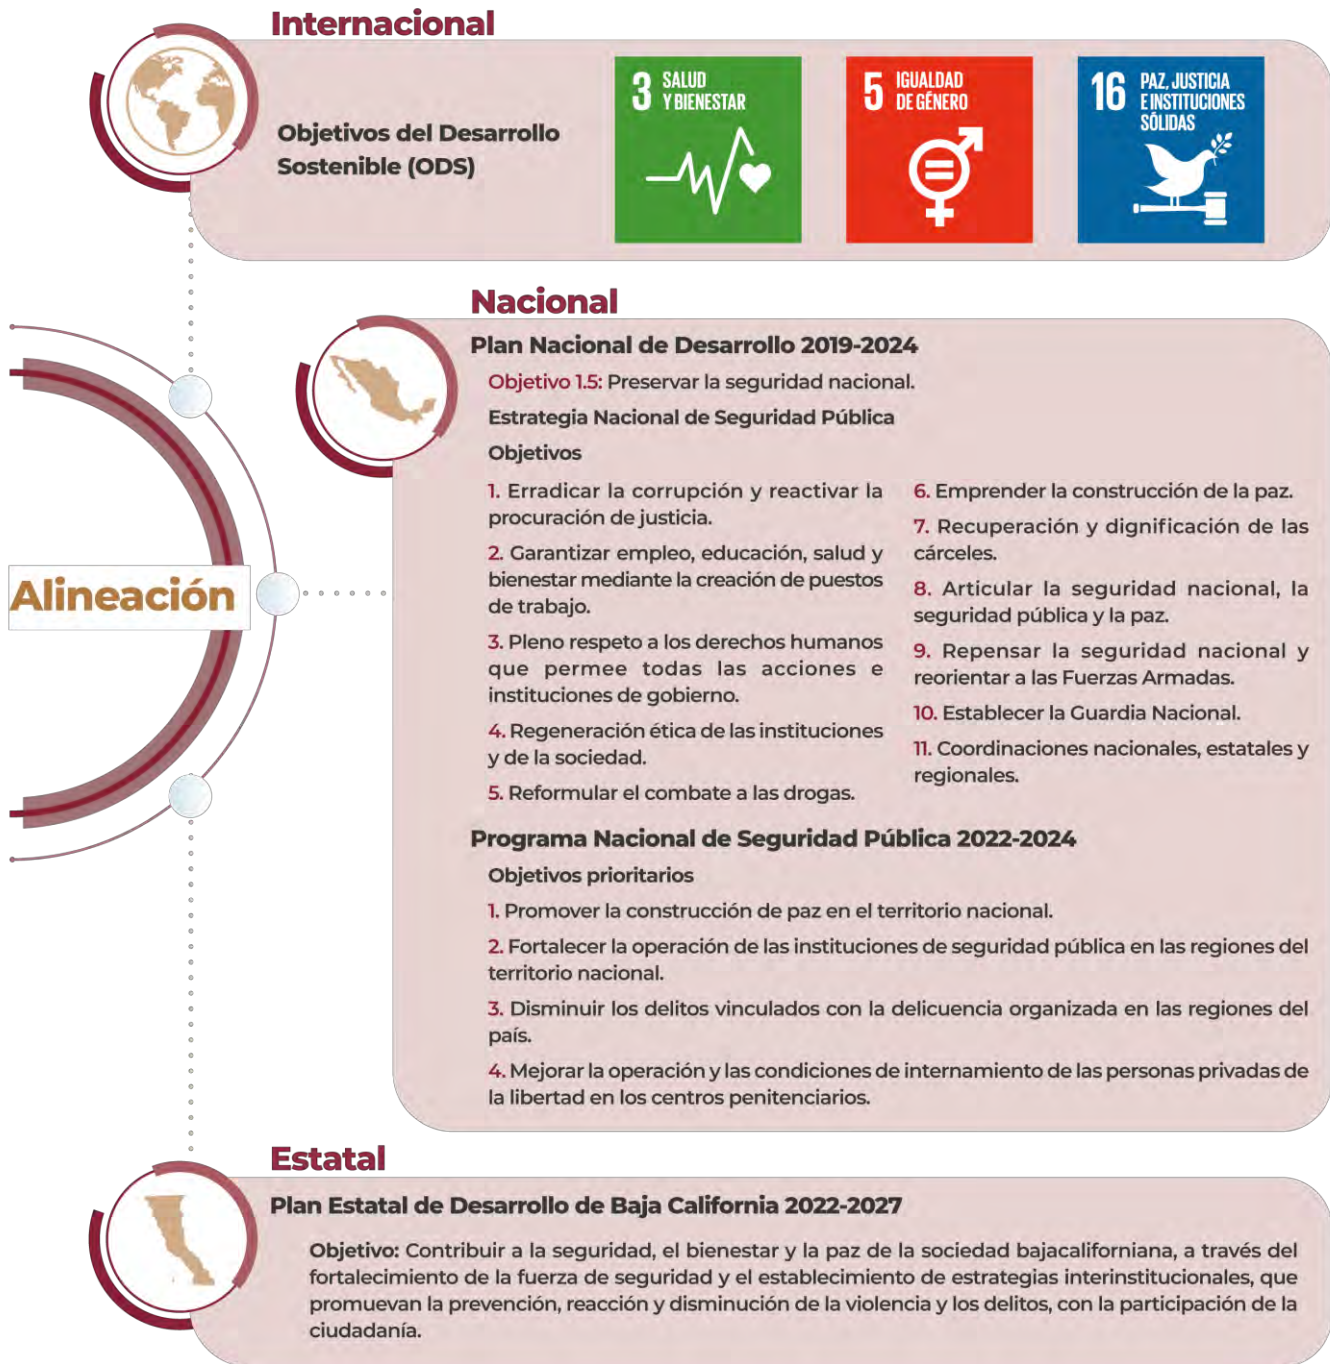 Internacional
Objetivos del Desarrollo
Sostenible (ODS)
3 SALUD
Y BIENESTAR
5 IGUALDAD
DE GÉNERO
16 PAZ, JUSTICIA
E INSTITUCIONES
SÓLIDAS
Alineación
Nacional
Plan Nacional de Desarrollo 2019-2024
Objetivo 1.5: Preservar la seguridad nacional.
Estrategia Nacional de Seguridad Pública
Objetivos
1. Erradicar la corrupción y reactivar la
procuración de justicia.
2. Garantizar empleo, educación, salud y
bienestar mediante la creación de puestos
de trabajo.
3. Pleno respeto a los derechos humanos
que permee todas las acciones e
instituciones de gobierno.
4. Regeneración ética de las instituciones
y de la sociedad.
5. Reformular el combate a las drogas.
6. Emprender la construcción de la paz.
7. Recuperación y dignificación de las
cárceles.
8. Articular la seguridad nacional, la
seguridad pública y la paz.
9. Repensar la seguridad nacional y
reorientar a las Fuerzas Armadas.
10. Establecer la Guardia Nacional.
11. Coordinaciones nacionales, estatales y
regionales.
Programa Nacional de Seguridad Pública 2022-2024
Objetivos prioritarios
1. Promover la construcción de paz en el territorio nacional.
2. Fortalecer la operación de las instituciones de seguridad pública en las regiones del
territorio nacional.
3. Disminuir los delitos vinculados con la delicuencia organizada en las regiones del
país.
4. Mejorar la operación y las condiciones de internamiento de las personas privadas de
la libertad en los centros penitenciarios.
Estatal
Plan Estatal de Desarrollo de Baja California 2022-2027
Objetivo: Contribuir a la seguridad, el bienestar y la paz de la sociedad bajacaliforniana, a través del
fortalecimiento de la fuerza de seguridad y el establecimiento de estrategias interinstitucionales, que
promuevan la prevención, reacción y disminución de la violencia y los delitos, con la participación de la
ciudadanía.